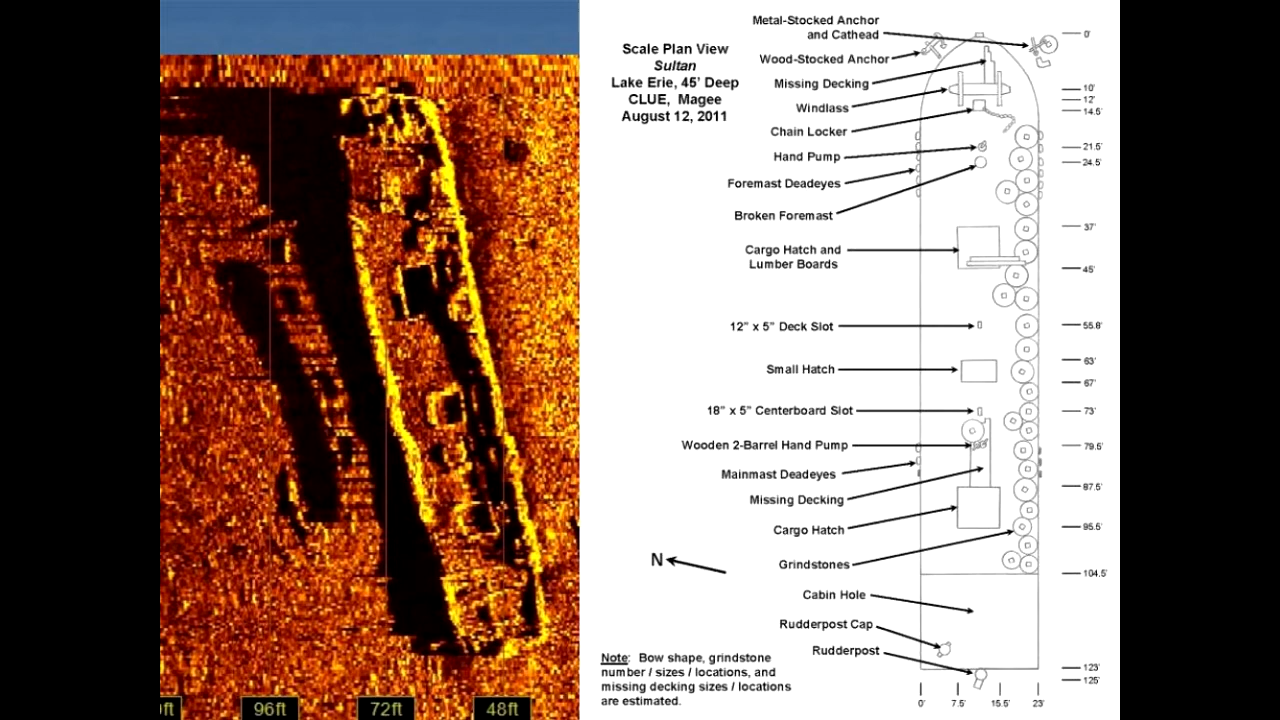 Scale Plan View
Sultan
Lake Erie, 45' Deep
CLUE, Magee
August 12, 2011
Metal-Stocked Anchor
and Cathead
Wood-Stocked Anchor
Missing Decking
Windlass
Chain Locker
Hand Pump
Foremast Deadeyes
Broken Foremast
Cargo Hatch and
Lumber Boards
12" x 5" Deck Slot
Small Hatch
18" x 5" Centerboard Slot
Wooden 2-Barrel Hand Pump
Mainmast Deadeyes
Missing Decking
Cargo Hatch
Grindstones
N
Cabin Hole
Rudderpost Cap
Rudderpost
Note: Bow shape, grindstone
number / sizes / locations, and
missing decking sizes / locations
are estimated.
0'
10'
12'
14.5'
21.5'
24.5'
37'
45'
55.8'
63'
67'
73'
79.5'
87.5'
95.5'
104.5'
123'
125'
0'
7.5'
15.5'
23'
ft
96ft
72ft
48ft